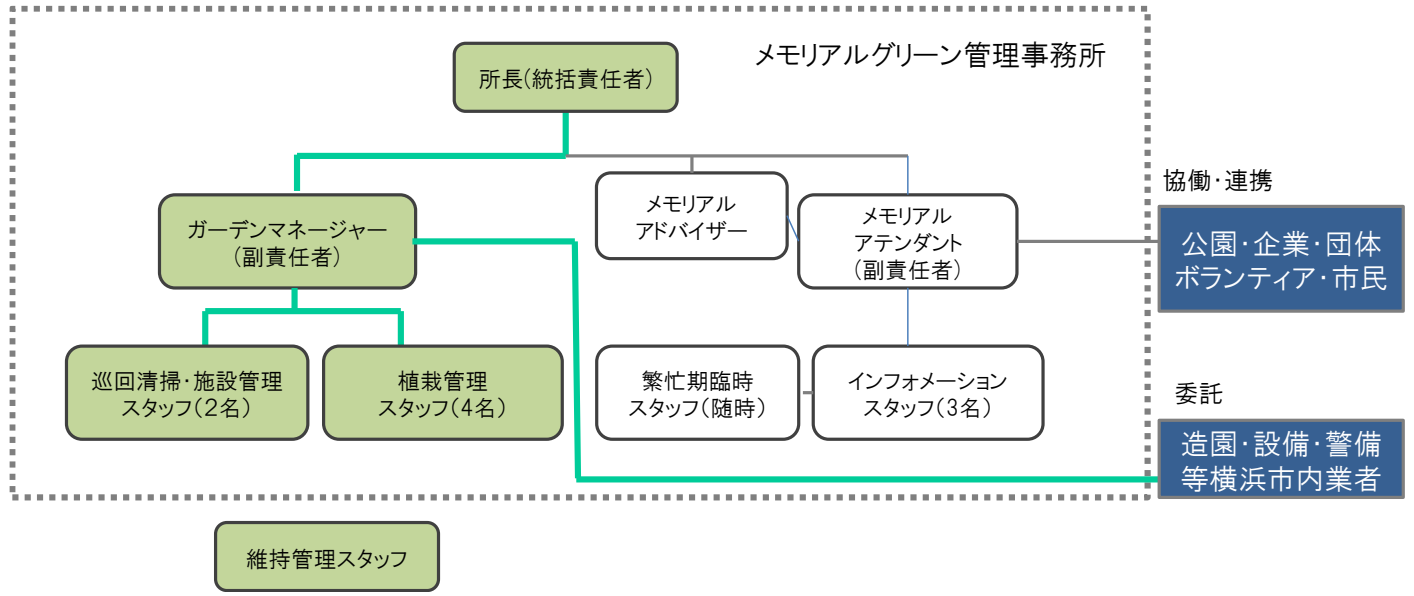 メモリアルグリーン管理事務所
所長(統括責任者)
協働・連携
ガーデンマネージャー
(副責任者)
メモリアル
アドバイザー
メモリアル
アテンダント
(副責任者)
公園・企業・団体
ボランティア・市民
巡回清掃・施設管理
スタッフ(2名)
植栽管理
スタッフ(4名)
繁忙期臨時
スタッフ(随時)
インフォメーション
スタッフ(3名)
委託
造園・設備・警備
等横浜市内業者
維持管理スタッフ